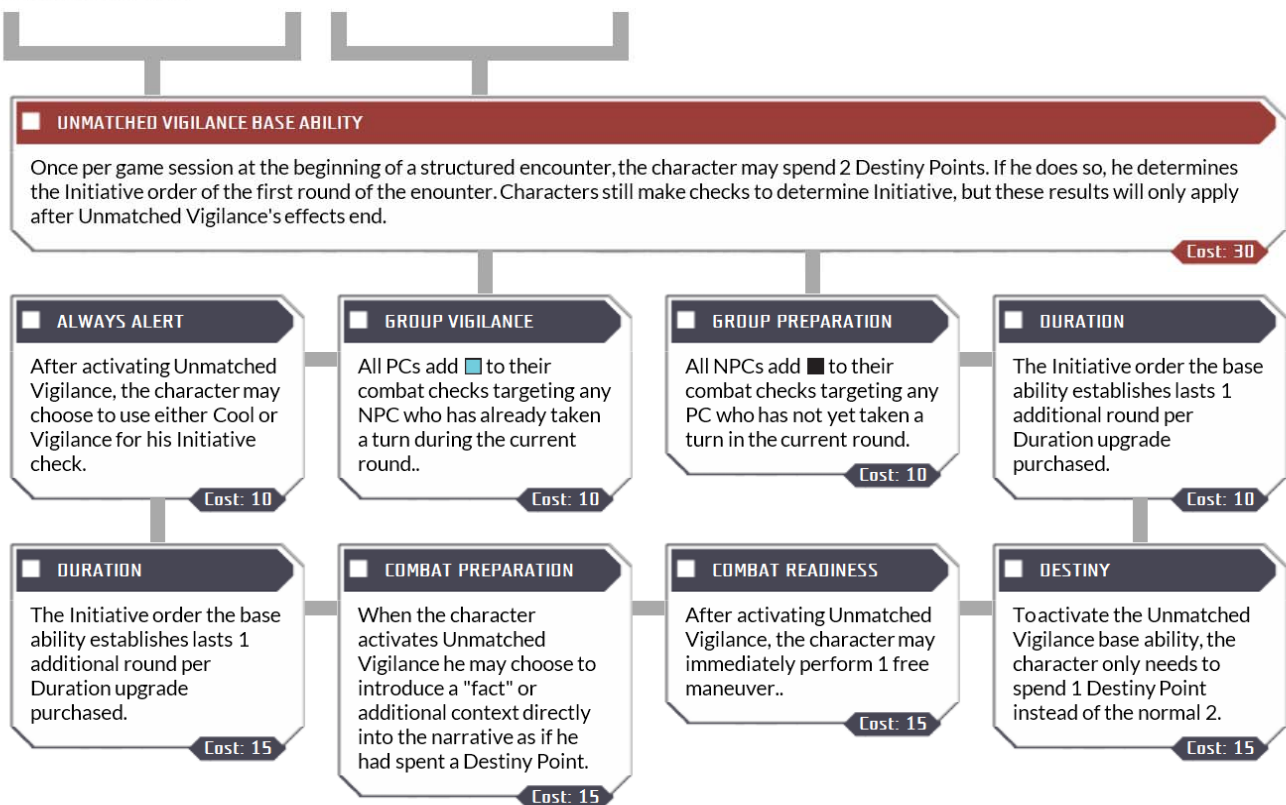 UNMATCHED VIGILANCE BASE ABILITY
Once per game session at the beginning of a structured encounter, the character may spend 2 Destiny Points. If he does so, he determines
the Initiative order of the first round of the enounter. Characters still make checks to determine Initiative, but these results will only apply
after Unmatched Vigilance's effects end.
Cost: 30
ALWAYS ALERT
After activating Unmatched
Vigilance, the character may
choose to use either Cool or
Vigilance for his Initiative
check.
Cost: 10
GROUP VIGILANCE
All PCs add to their
combat checks targeting any
NPC who has already taken
a turn during the current
round..
Cost: 10
GROUP PREPARATION
All NPCs add to their
combat checks targeting any
PC who has not yet taken a
turn in the current round.
Cost: 10
DURATION
The Initiative order the base
ability establishes lasts 1
additional round per
Duration upgrade
purchased.
Cost: 10
DURATION
The Initiative order the base
ability establishes lasts 1
additional round per
Duration upgrade
purchased.
Cost: 15
COMBAT PREPARATION
When the character
activates Unmatched
Vigilance he may choose to
introduce a "fact" or
additional context directly
into the narrative as if he
had spent a Destiny Point.
Cost: 15
COMBAT READINESS
After activating Unmatched
Vigilance, the character may
immediately perform 1 free
maneuver..
Cost: 15
DESTINY
To activate the Unmatched
Vigilance base ability, the
character only needs to
spend 1 Destiny Point
instead of the normal 2.
Cost: 15